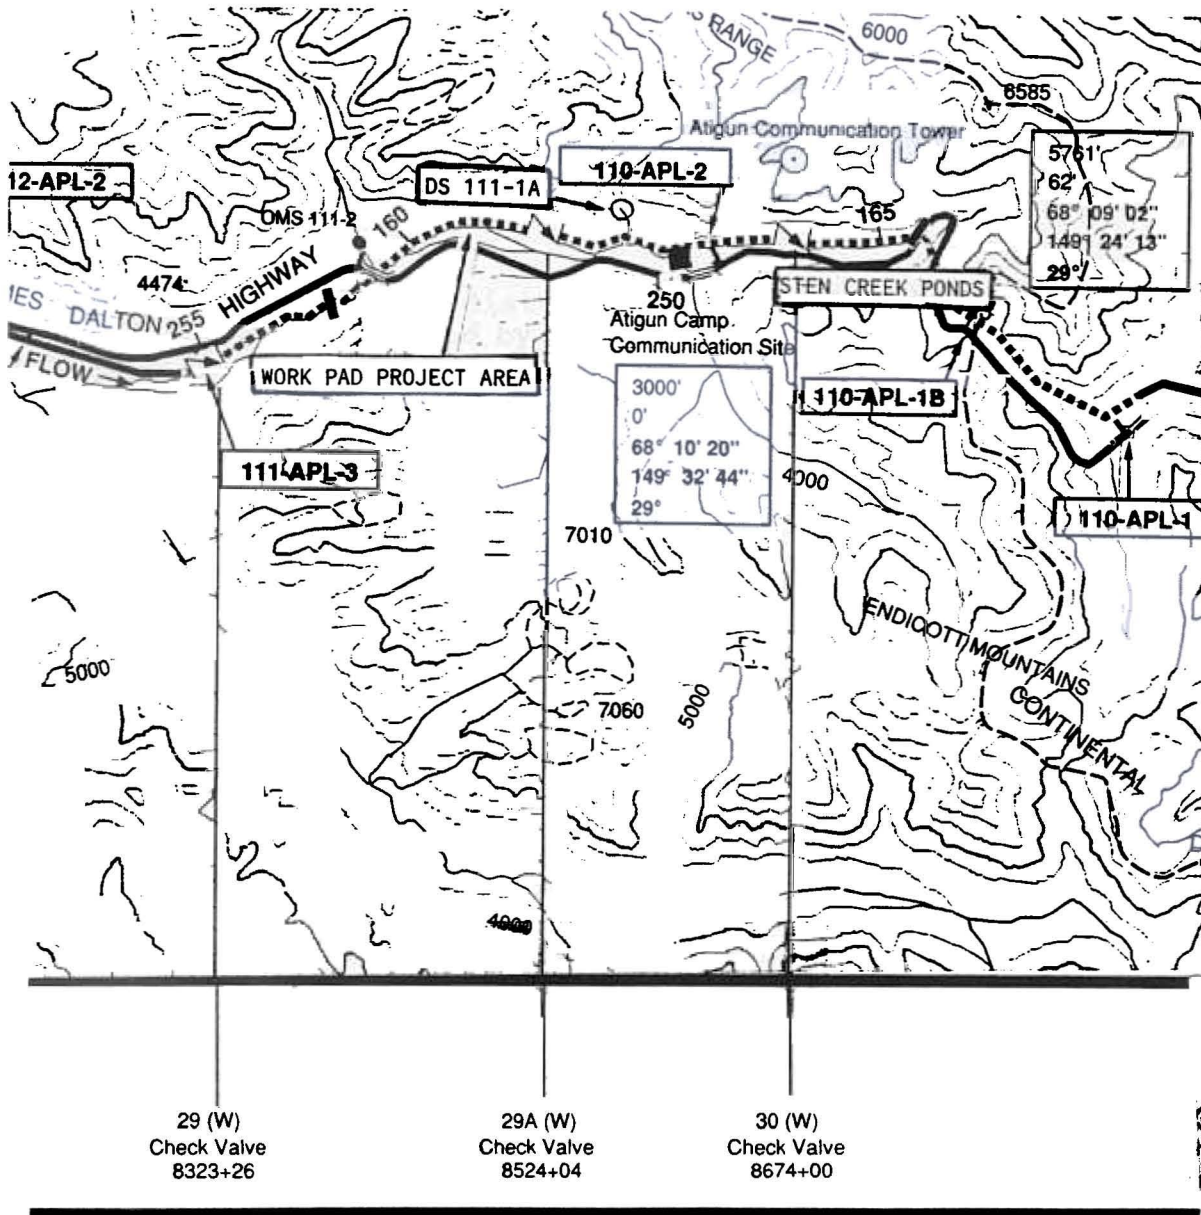 6000
RANGE
6585
Atigun Communication Tower
5761'
62'
68° 09' 02"
149° 24' 13"
29°
12-APL-2
DS 111-1A
110-APL-2
OMS 111-2
160
165
4474
HIGHWAY
DALTON
255
FLOW
250
STEN CREEK PONDS
Atigun Camp
Communication Site
WORK PAD PROJECT AREA
3000'
0'
68° 10' 20"
149° 32' 44"
29°
110-APL-1B
111-APL-3
4000
110-APL-1
7010
ENDICOTT MOUNTAINS
5000
7060
5000
CONTINENTAL
4000
29 (W)
Check Valve
8323+26
29A (W)
Check Valve
8524+04
30 (W)
Check Valve
8674+00